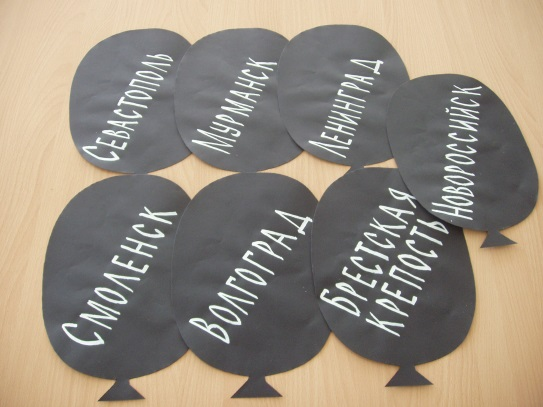 Севастополь
Мурманск
Ленинград
Новороссийск
Смоленск
Волгоград
Брестская
крепость